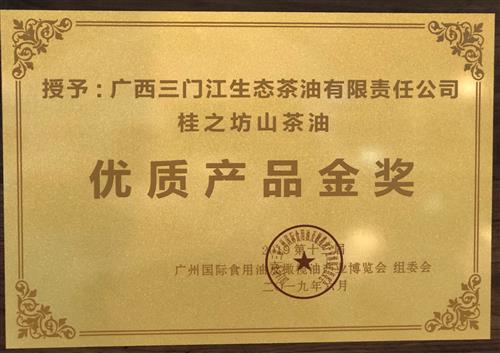 授予：广西三门江生态茶油有限责任公司
桂之坊山茶油
优质产品金奖
第十 届
广州国际食用油及橄榄油产业博览会 组委会
二 一九年 月